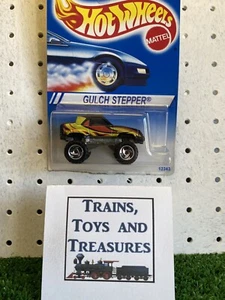 Hot Wheels
MATTEL
GULCH STEPPER®
TRAINS,
TOYS AND
TREASURES